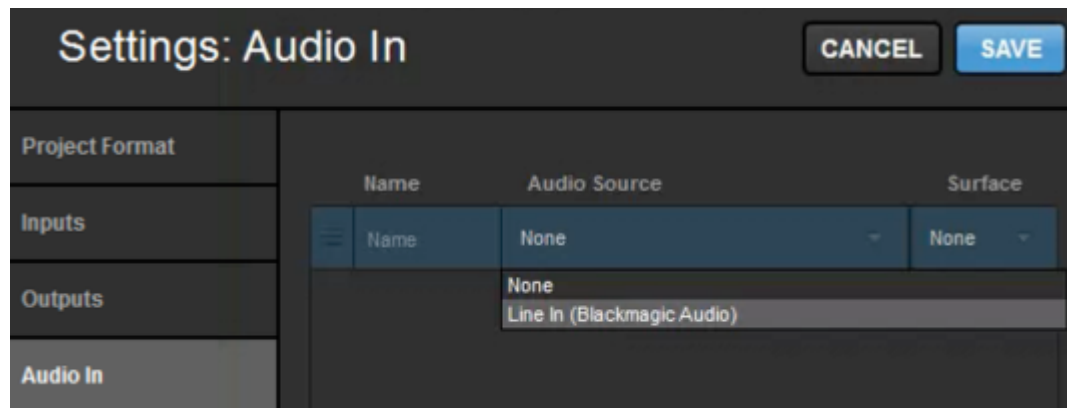 Settings: Audio In
CANCEL
SAVE
Project Format
Inputs
Outputs
Audio In
Name Audio Source Surface
Name None None
None
Line In (Blackmagic Audio)